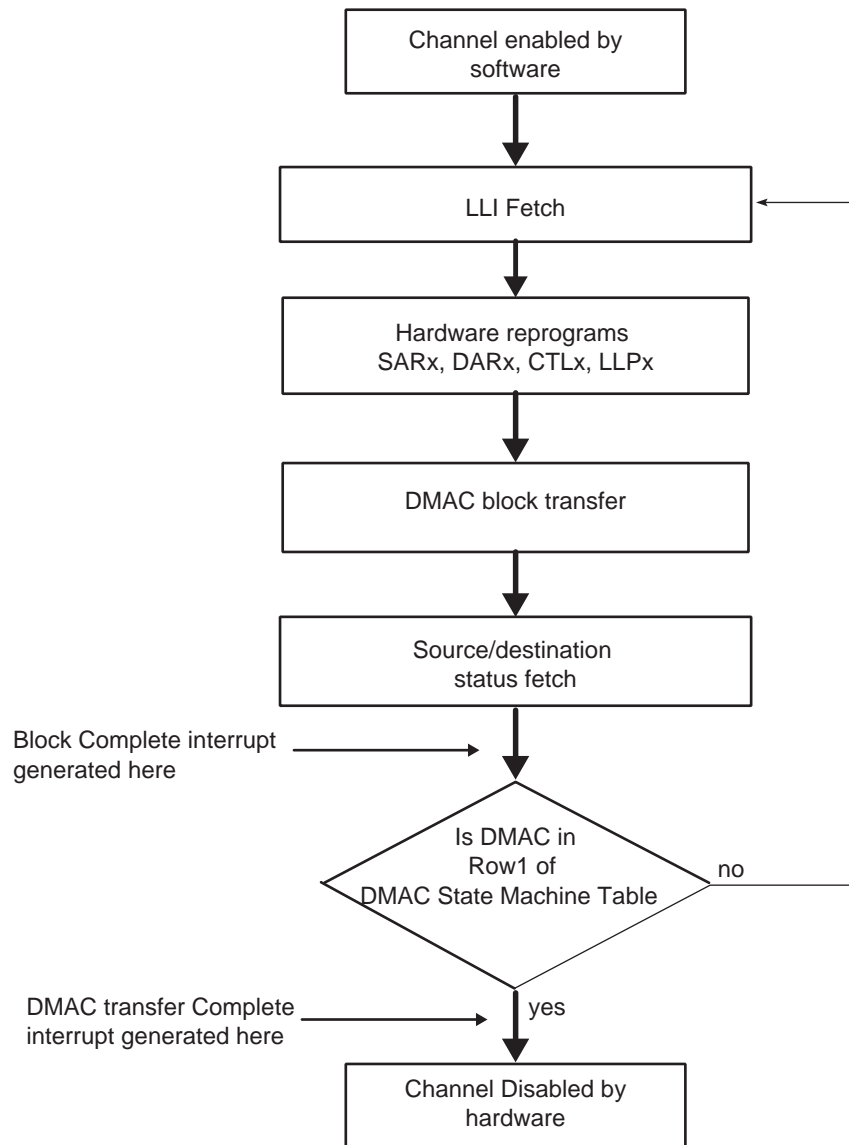 Channel enabled by
software
LLI Fetch
Hardware reprograms
SARx, DARx, CTLx, LLPx
DMAC block transfer
Source/destination
status fetch
Block Complete interrupt
generated here
Is DMAC in
Row1 of
DMAC State Machine Table
no
DMAC transfer Complete
interrupt generated here
yes
Channel Disabled by
hardware